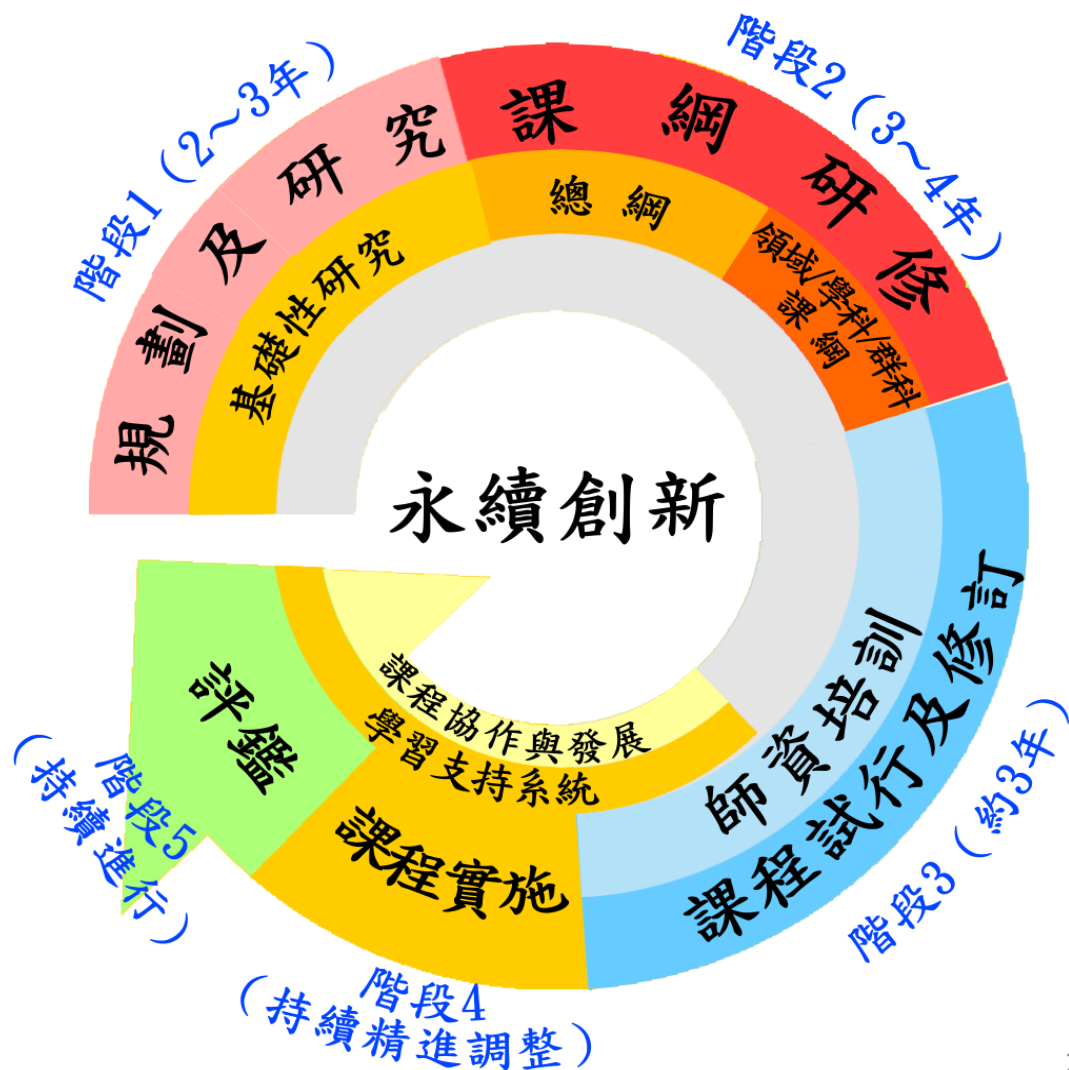 階段1（2～3年）
規劃及研究
基礎性研究
階段2（3～4年）
課綱研修
總綱
領域/學科/群科
課綱
永續創新
階段3（約3年）
課程試行及修訂
師資培訓
階段4
（持續精進調整）
課程實施
學習支持系統
課程協作與發展
階段5
（持續進行）
評鑑